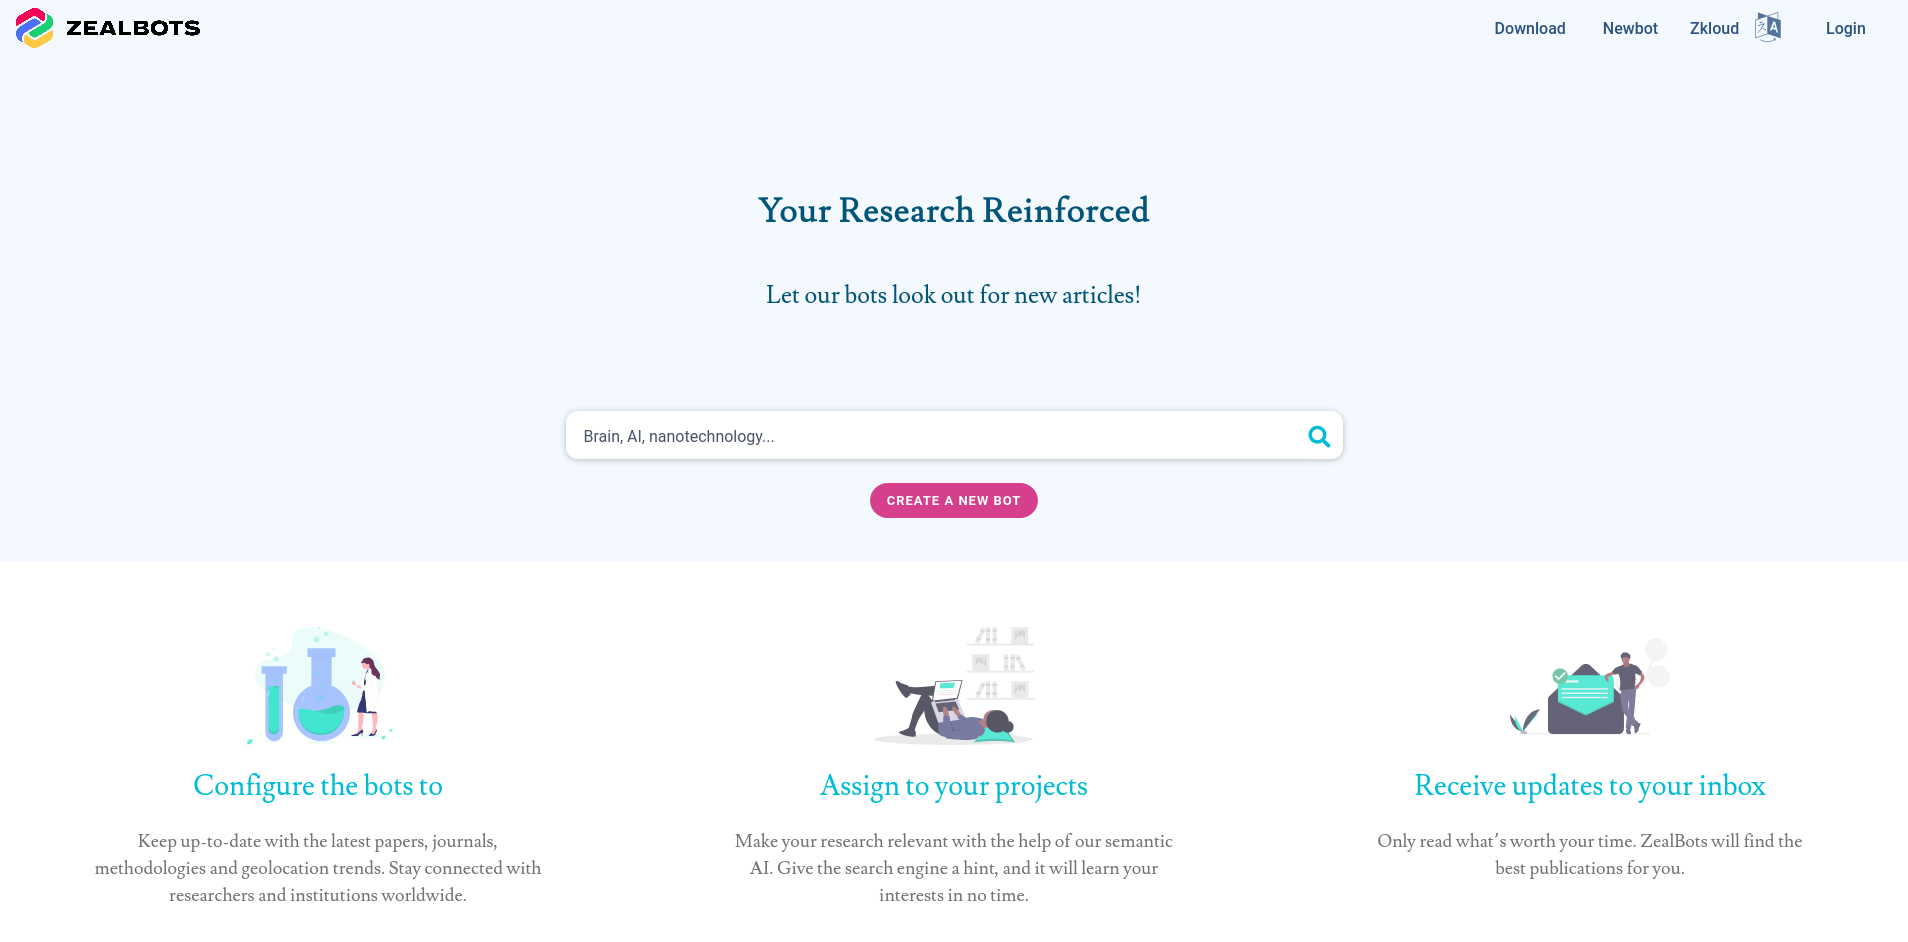 ZEALBOTS
Download Newbot Zkloud Login
Your Research Reinforced
Let our bots look out for new articles!
Brain, AI, nanotechnology...
CREATE A NEW BOT
Configure the bots to
Keep up-to-date with the latest papers, journals,
methodologies and geolocation trends. Stay connected with
researchers and institutions worldwide.
Assign to your projects
Make your research relevant with the help of our semantic
AI. Give the search engine a hint, and it will learn your
interests in no time.
Receive updates to your inbox
Only read what's worth your time. ZealBots will find the
best publications for you.